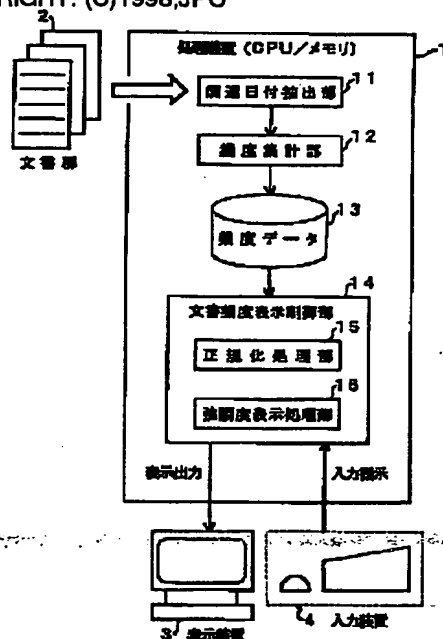 RIGHT: (C)1998,JPO
2
処理装置(CPU/メモリ)
1
11
関連日付抽出部
文書群
12
頻度集計部
13
頻度データ
14
文書頻度表示制御部
15
正規化処理部
16
強調度表示処理部
表示出力
入力指示
3 表示装置
4 入力装置